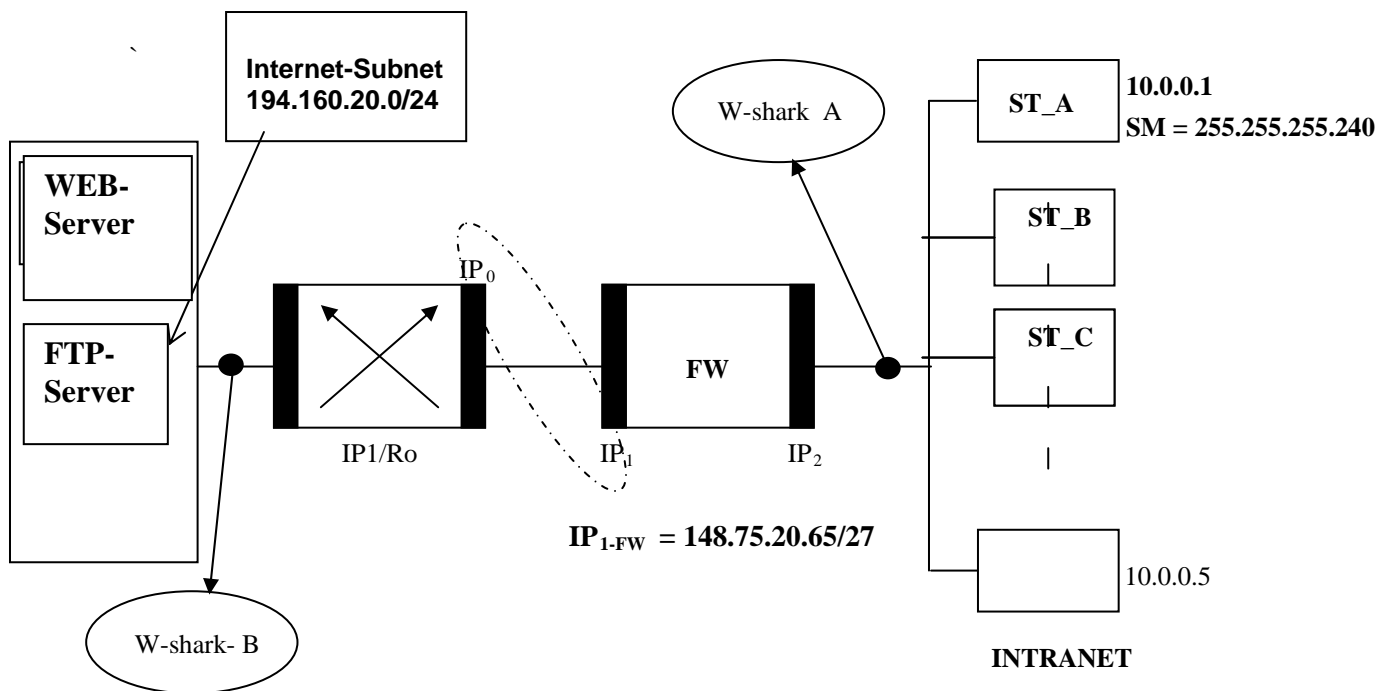 `
Internet-Subnet
194.160.20.0/24
W-shark A
ST_A
10.0.0.1
SM = 255.255.255.240
WEB-
Server
ST_B
IP0
FTP-
Server
FW
ST_C
IP1/Ro
IP1
IP2
IP1-FW = 148.75.20.65/27
10.0.0.5
W-shark- B
INTRANET